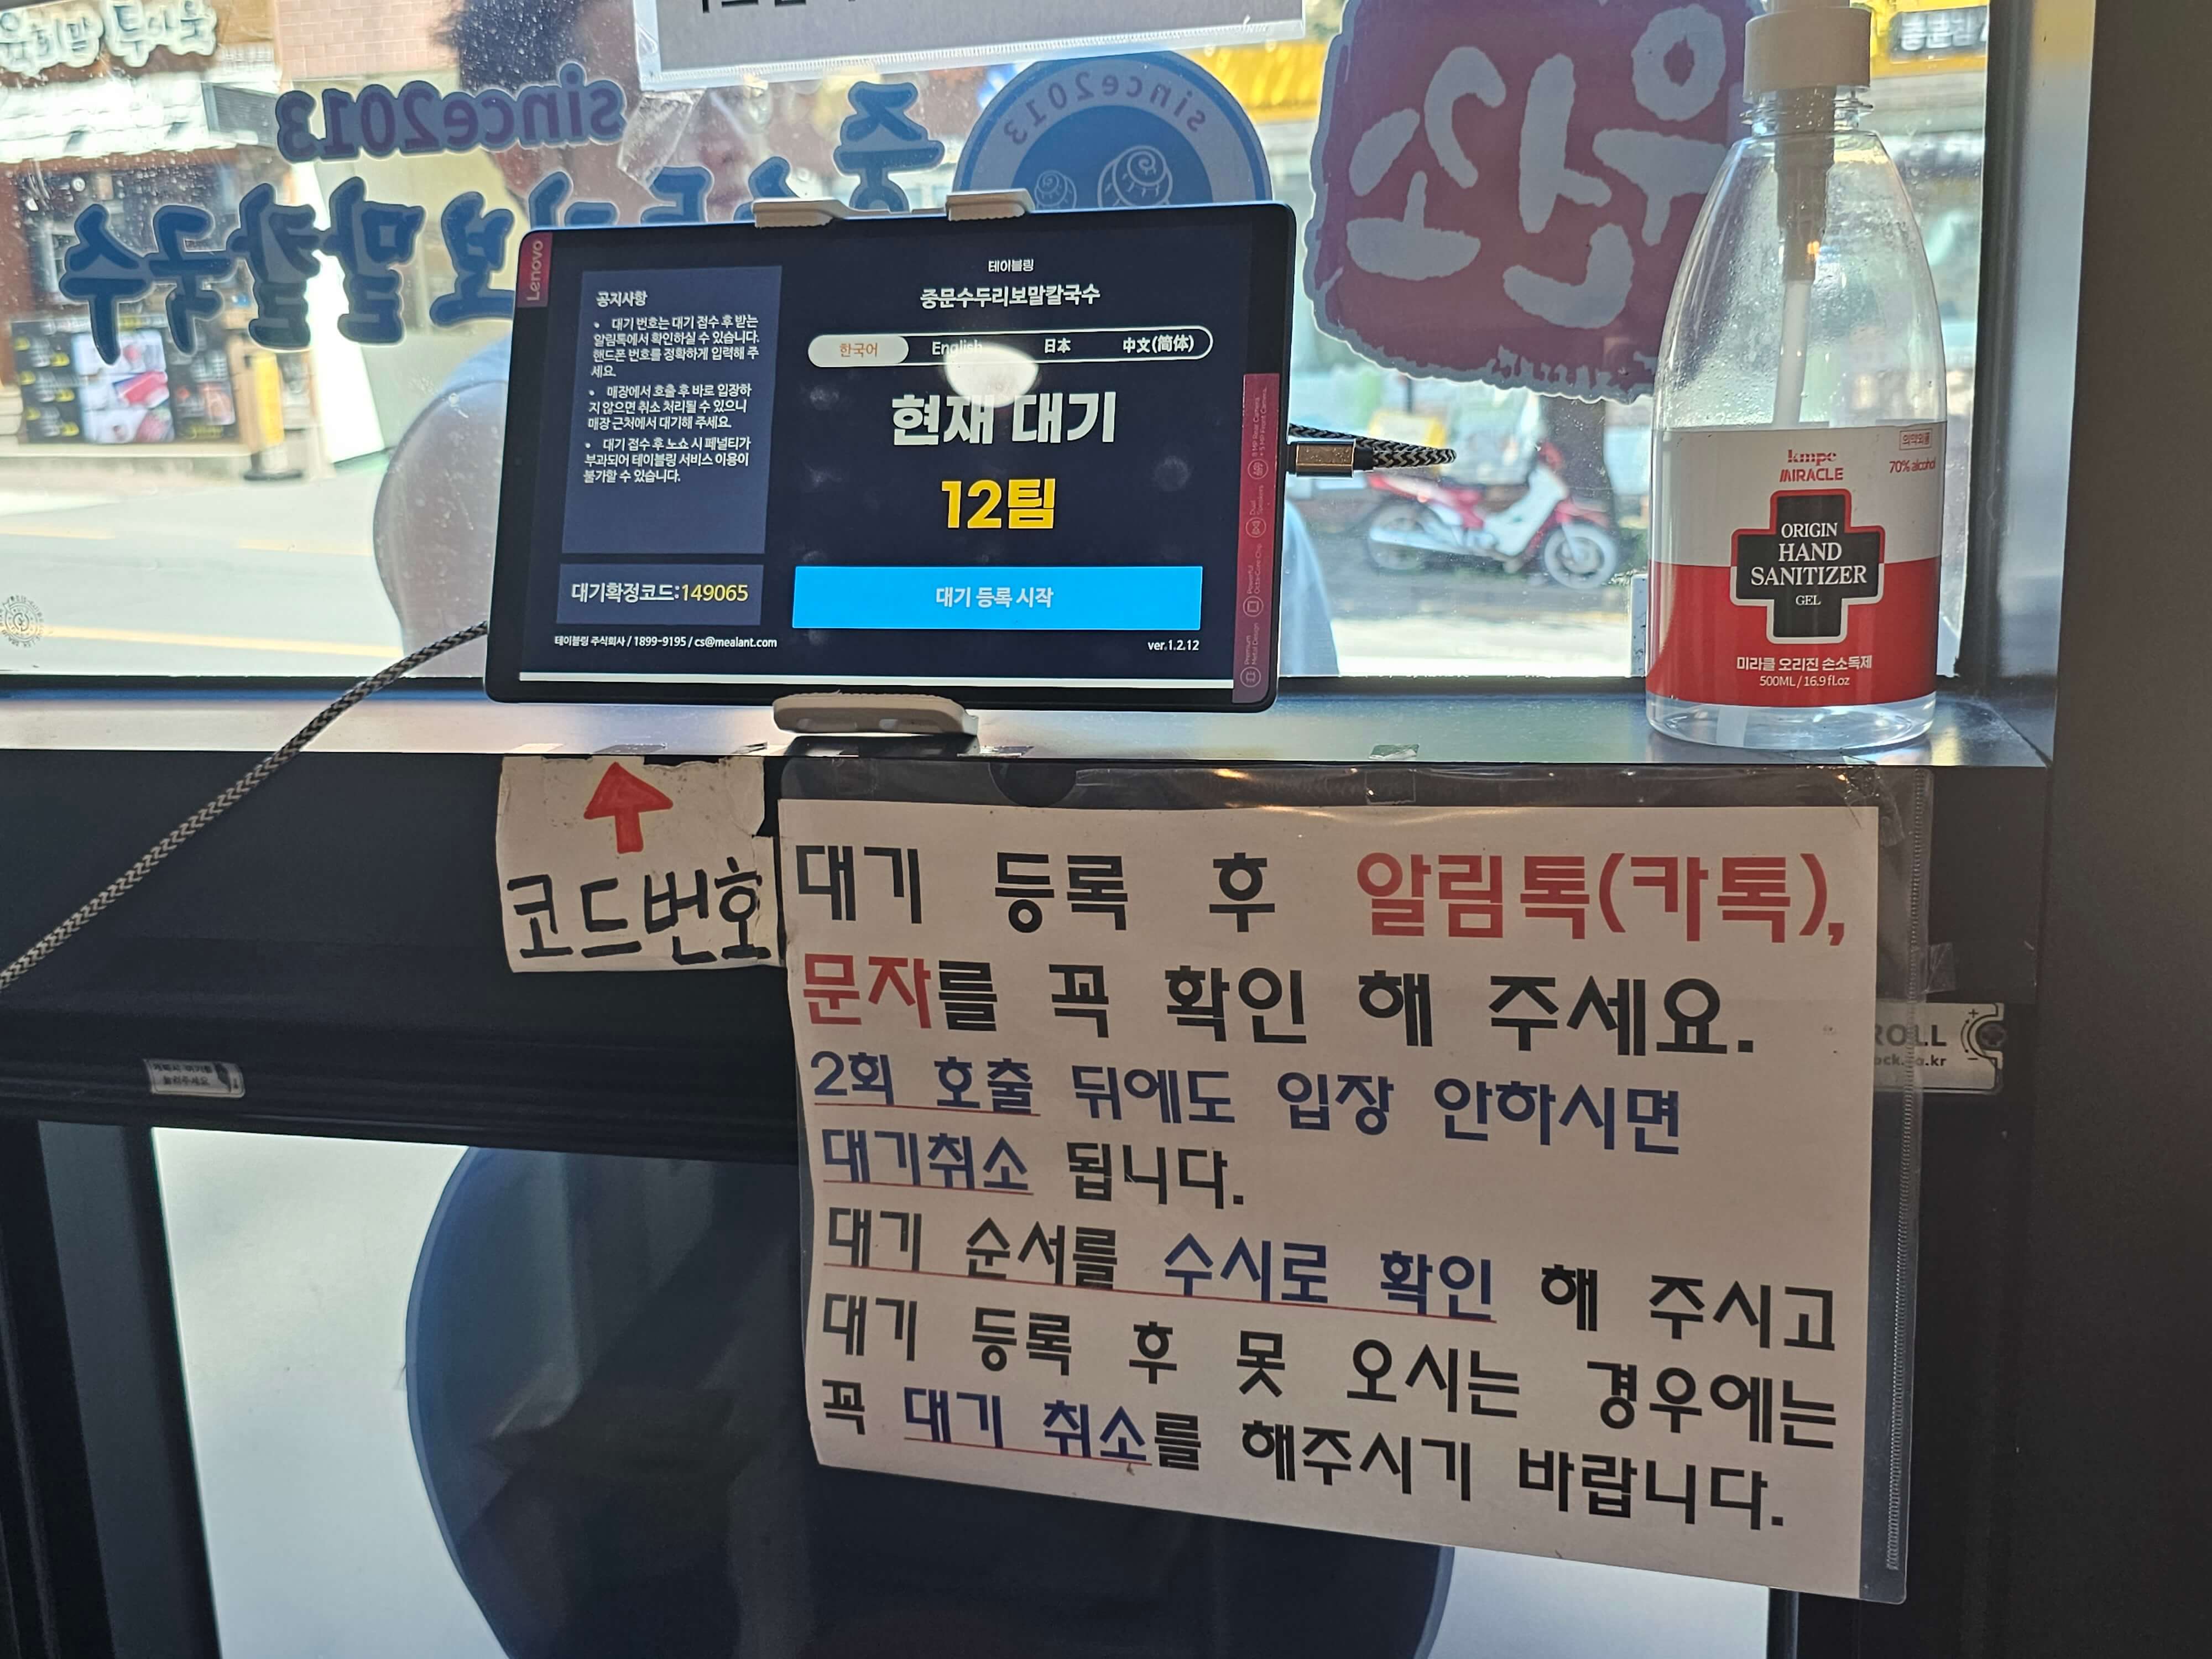 since2013
중
보말칼국수
since2013
Lenovo
공지사항
• 대기 번호는 대기 접수 후 받는
알림톡에서 확인하실 수 있습니다.
핸드폰 번호를 정확하게 입력해 주
세요.
• 매장에서 호출 후 바로 입장하
지 않으면 취소 처리될 수 있으니
매장 근처에서 대기해 주세요.
• 대기 접수 후 노쇼 시 페널티가
부과되어 테이블링 서비스 이용이
불가할 수 있습니다.
대기확정코드:149065
테이블링 주식회사 / 1899-9195 / cs@mealant.com
테이블링
중문수두리보말칼국수
한국어 English 日本 中文(简体)
현재 대기
12팀
대기 등록 시작
ver.1.2.12
kmpc
MIRACLE
의약외품
70% alcohol
ORIGIN
HAND
SANITIZER
GEL
미라클 오리진 손소독제
500ML / 16.9 fl.oz
코드번호
대기 등록 후 알림톡(카톡),
문자를 꼭 확인 해 주세요.
2회 호출 뒤에도 입장 안하시면
대기취소 됩니다.
대기 순서를 수시로 확인 해 주시고
대기 등록 후 못 오시는 경우에는
꼭 대기 취소를 해주시기 바랍니다.